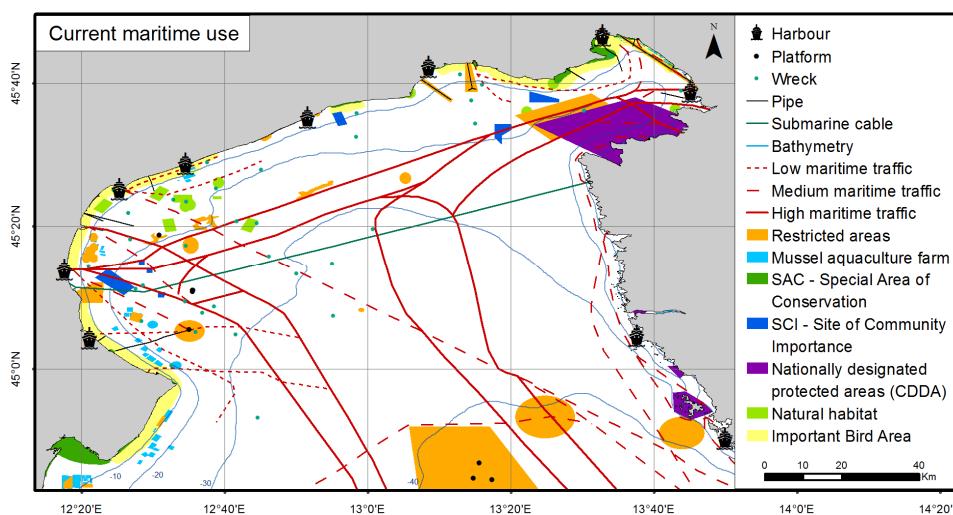 Current maritime use
N
45°40'N
45°20'N
45°0'N
-10
-20
-30
-40
12°20'E
12°40'E
13°0'E
13°20'E
13°40'E
14°0'E
14°20'E
Harbour
Platform
Wreck
Pipe
Submarine cable
Bathymetry
Low maritime traffic
Medium maritime traffic
High maritime traffic
Restricted areas
Mussel aquaculture farm
SAC - Special Area of
Conservation
SCI - Site of Community
Importance
Nationally designated
protected areas (CDDA)
Natural habitat
Important Bird Area
0 10 20 40
Km